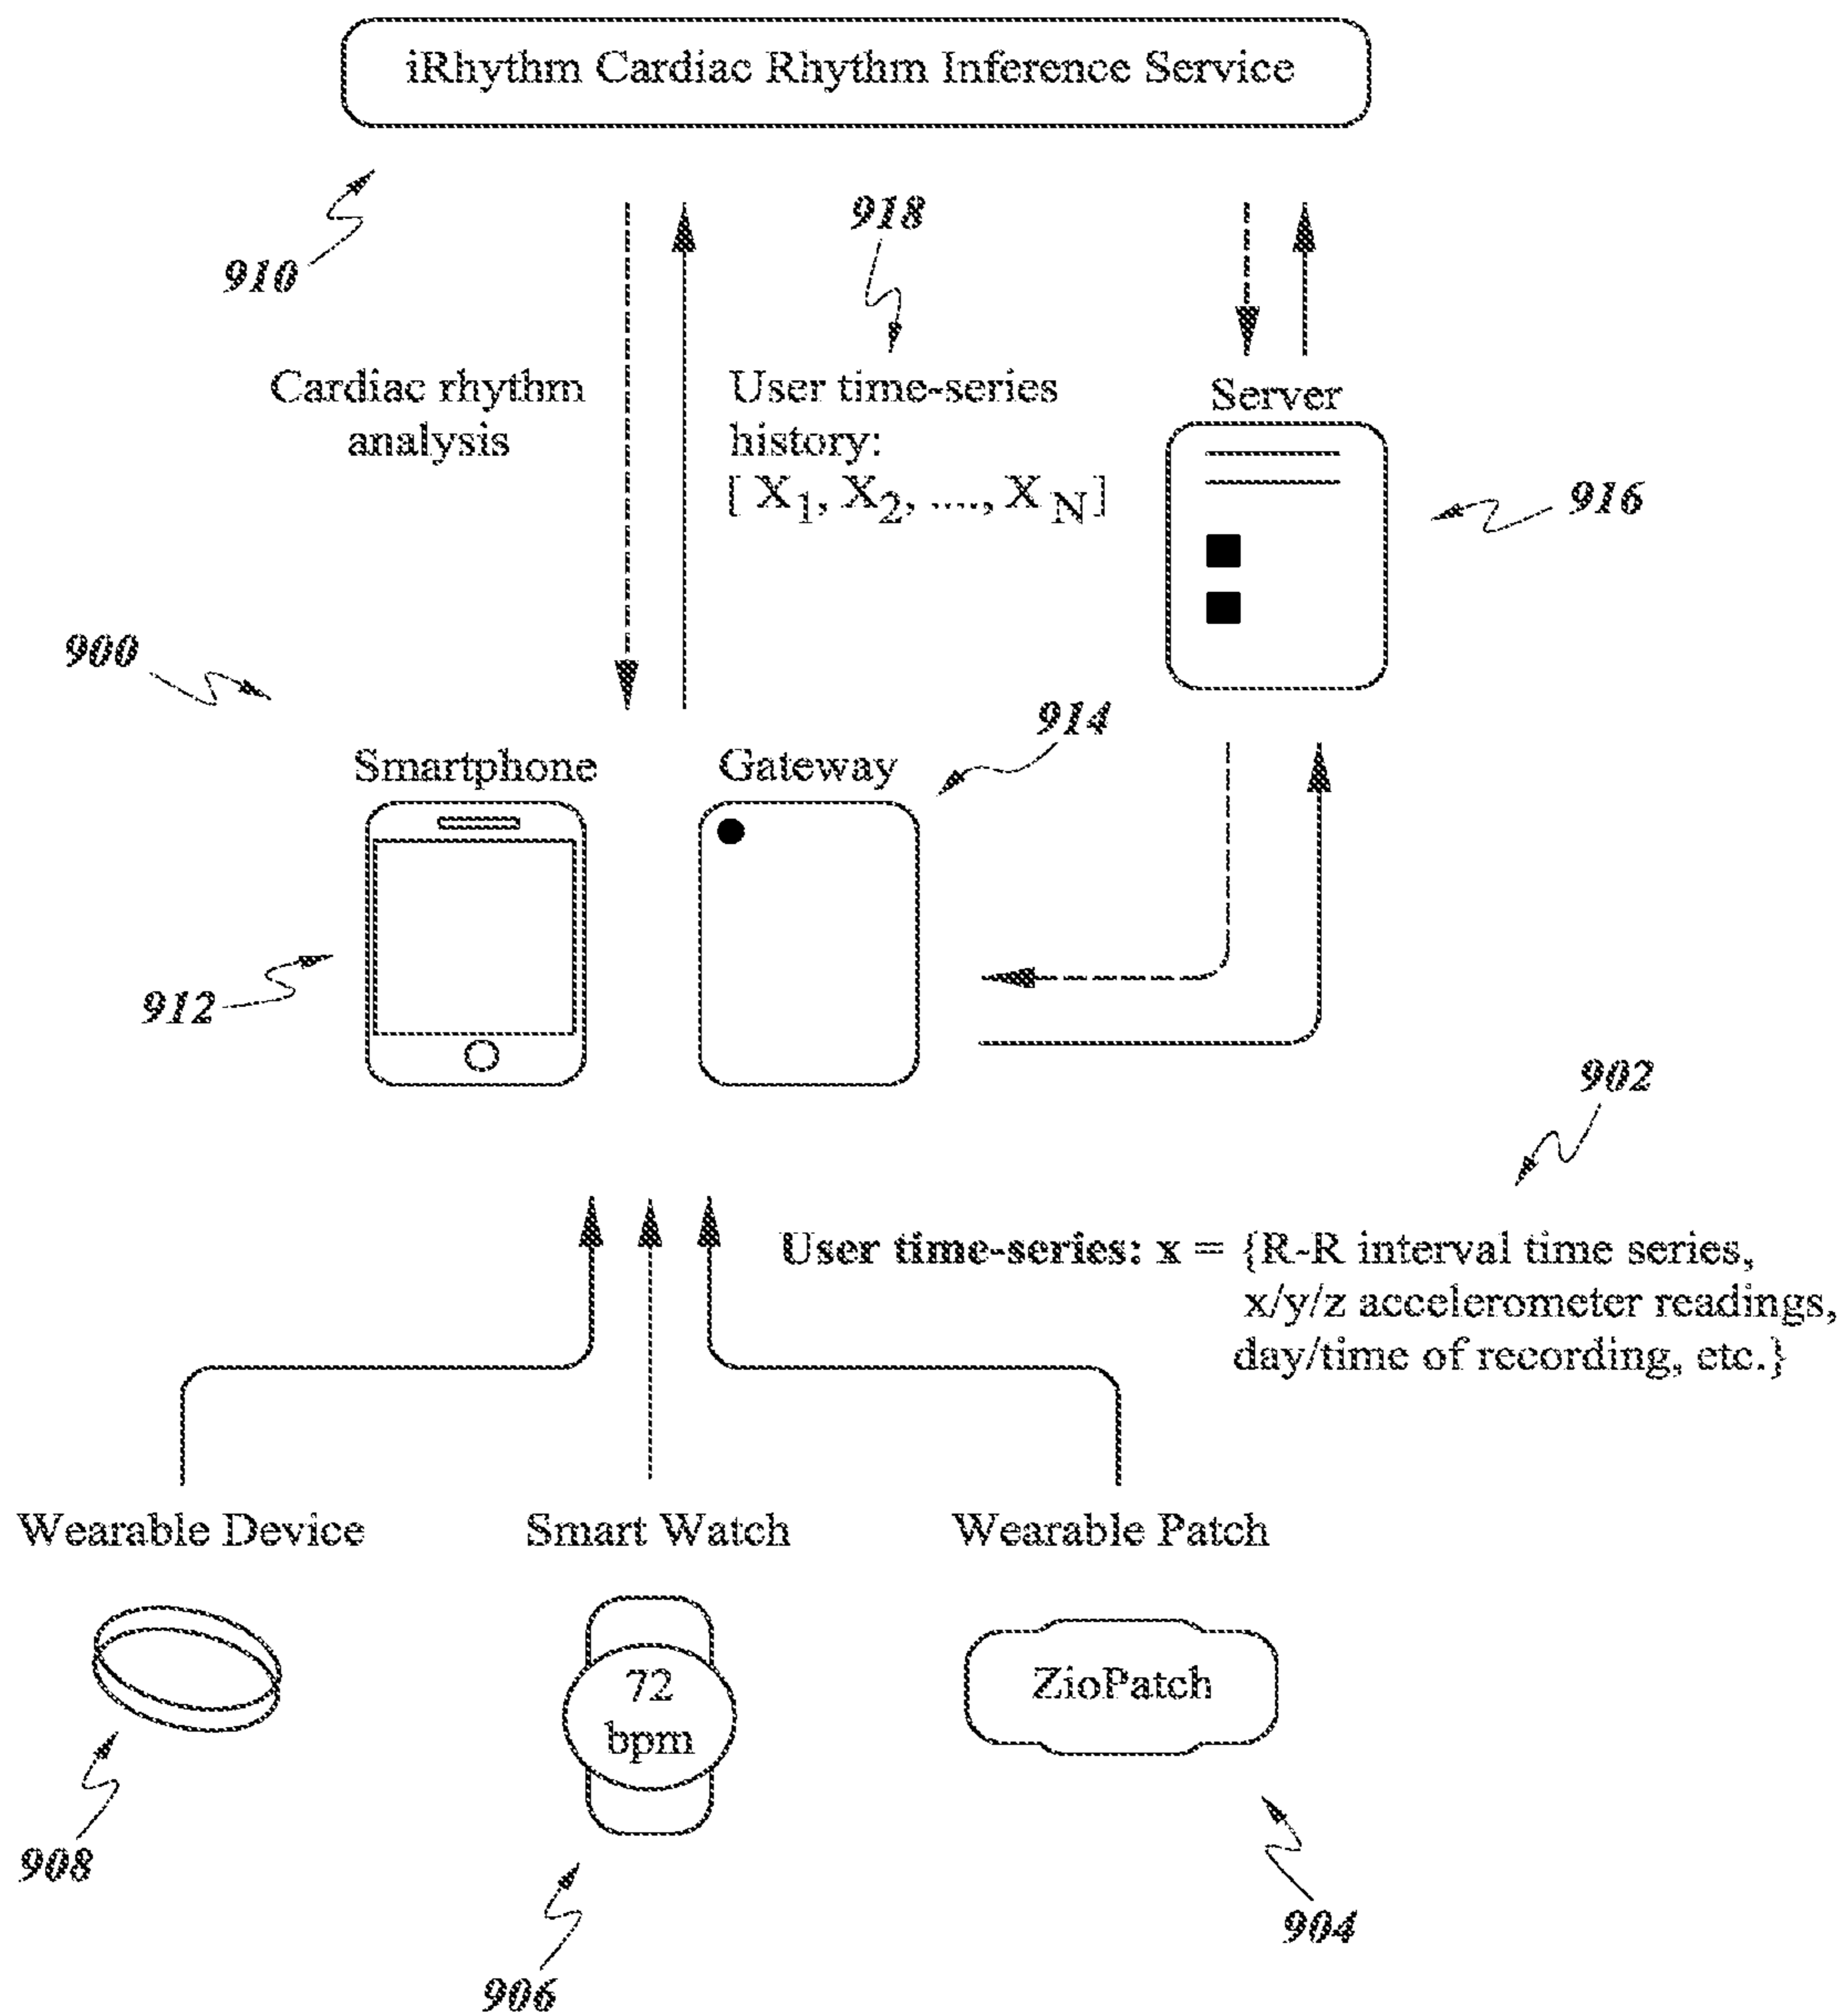 iRhythm Cardiac Rhythm Inference Service
910
918
Cardiac rhythm
analysis
User time-series
history:
[ X1, X2, ...., X N ]
Server
916
900
914
Smartphone
Gateway
912
902
User time-series: x = {R-R interval time series,
x/y/z accelerometer readings,
day/time of recording, etc.}
Wearable Device
Smart Watch
Wearable Patch
72
bpm
ZioPatch
908
906
904